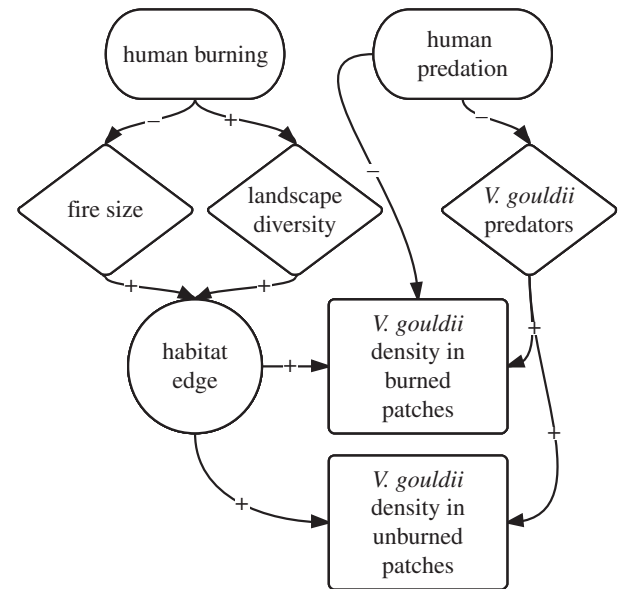 human burning
human
predation
−
+
−
−
fire size
landscape
diversity
V. gouldii
predators
+
+
habitat
edge
+
V. gouldii
density in
burned
patches
+
+
+
V. gouldii
density in
unburned
patches